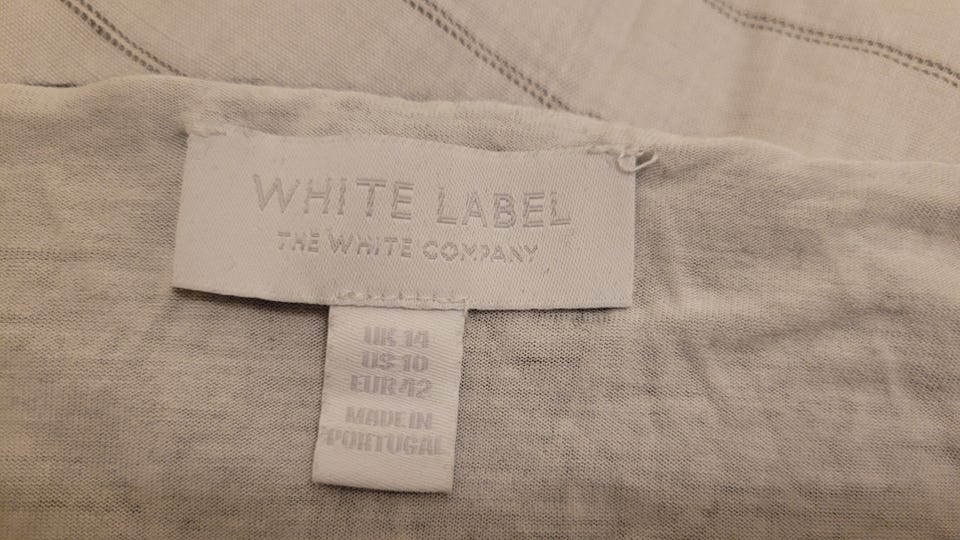 WHITE LABEL
THE WHITE COMPANY
UK 14
US 10
EUR 42
MADE IN
PORTUGAL